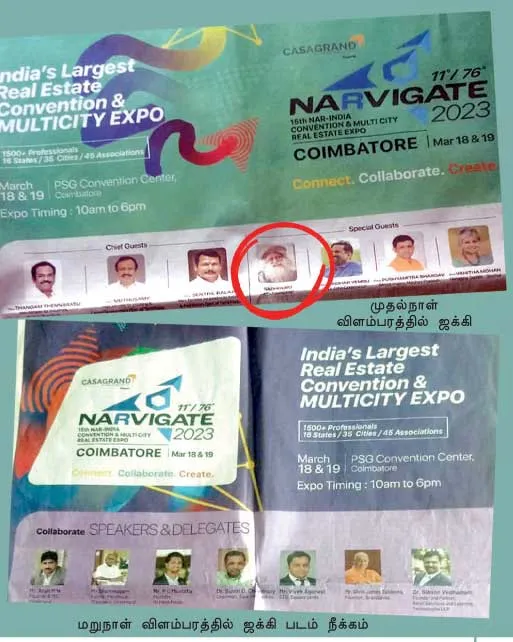 CASAGRAND
India's Largest
Real Estate
Convention &
MULTICITY EXPO
1500+ Professionals
16 States / 35 Cities / 45 Associations
11°/ 76°
NARVIGATE
15th NAR-INDIA
CONVENTION & MULTI CITY
REAL ESTATE EXPO
2023
COIMBATORE
Mar 18 & 19
March
18 & 19
PSG Convention Center,
Coimbatore
Expo Timing : 10am to 6pm
Connect. Collaborate. Create.
Chief Guests
Special Guests
முதல்நாள்
விளம்பரத்தில் ஜக்கி
CASAGRAND
11°/ 76°
NARVIGATE
15th NAR-INDIA
CONVENTION & MULTI CITY
REAL ESTATE EXPO
2023
COIMBATORE
Mar 18 & 19
Connect. Collaborate. Create.
India's Largest
Real Estate
Convention &
MULTICITY EXPO
1500+ Professionals
16 States / 35 Cities / 45 Associations
March
18 & 19
PSG Convention Center,
Coimbatore
Expo Timing : 10am to 6pm
Collaborate SPEAKERS & DELEGATES
மறுநாள் விளம்பரத்தில் ஜக்கி படம் நீக்கம்